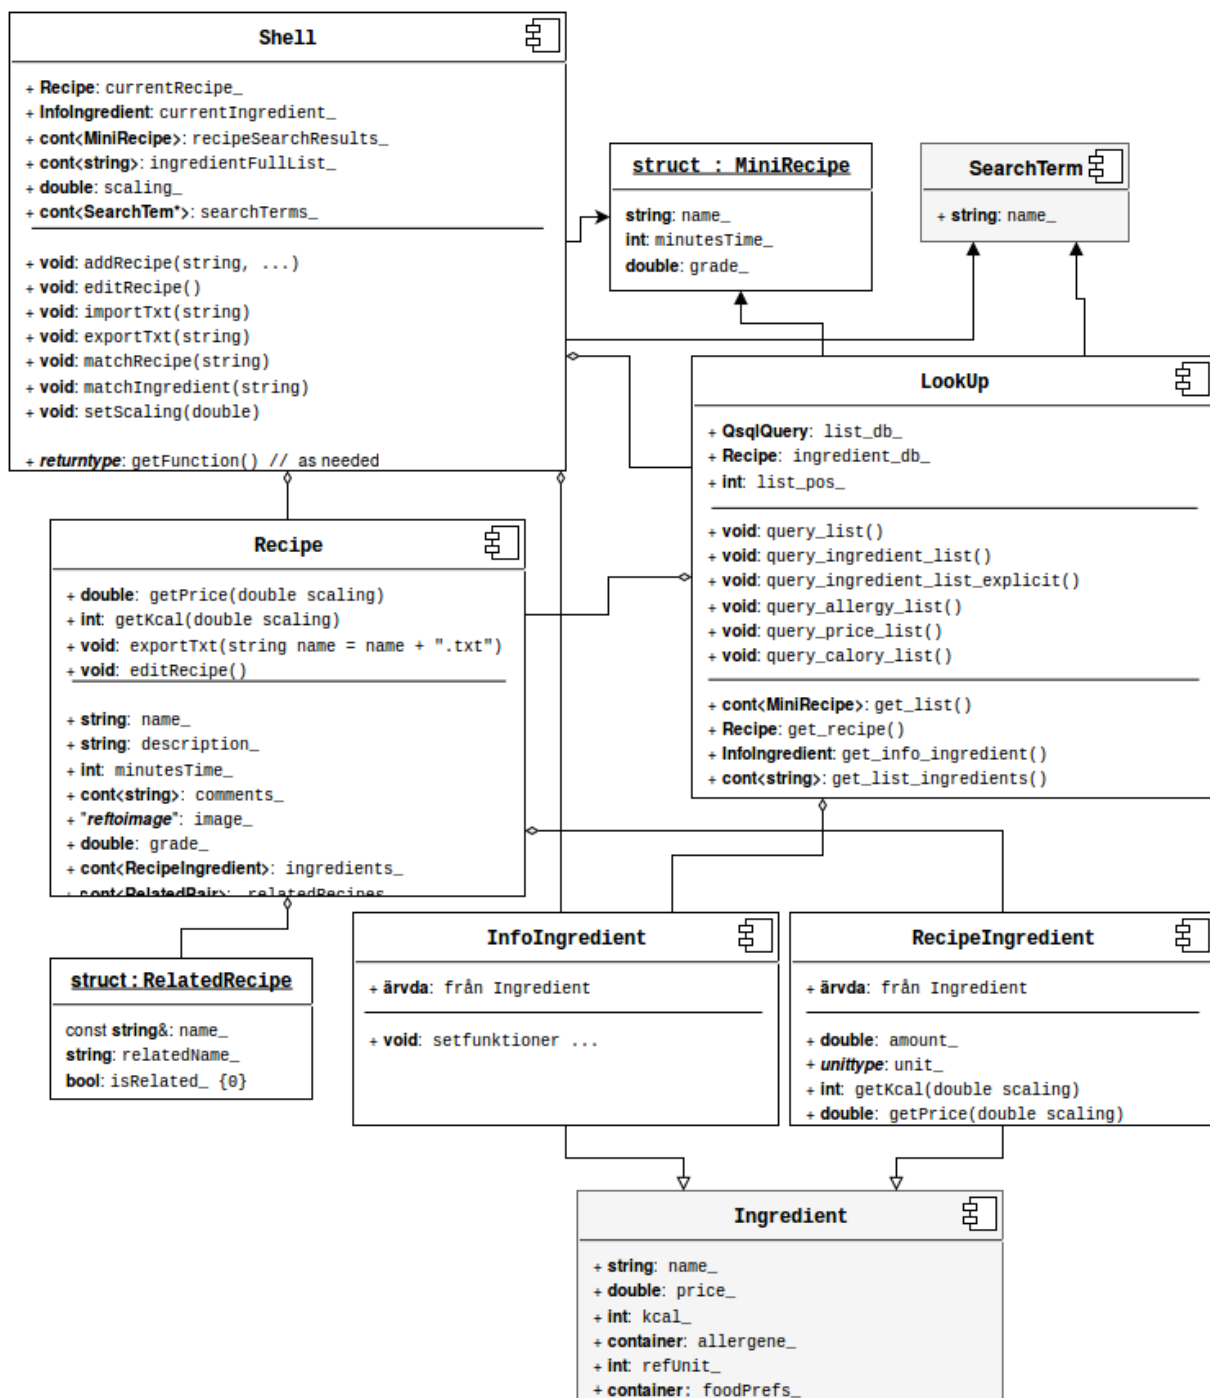 Shell
+ Recipe: currentRecipe_
+ InfoIngredient: currentIngredient_
+ cont<MiniRecipe>: recipeSearchResults_
+ cont<string>: ingredientFullList_
+ double: scaling_
+ cont<SearchTem*>: searchTerms_
+ void: addRecipe(string, ...)
+ void: editRecipe()
+ void: importTxt(string)
+ void: exportTxt(string)
+ void: matchRecipe(string)
+ void: matchIngredient(string)
+ void: setScaling(double)
+ returntype: getFunction() // as needed
struct : MiniRecipe
string: name_
int: minutesTime_
double: grade_
SearchTerm
+ string: name_
LookUp
+ QsqlQuery: list_db_
+ Recipe: ingredient_db_
+ int: list_pos_
+ void: query_list()
+ void: query_ingredient_list()
+ void: query_ingredient_list_explicit()
+ void: query_allergy_list()
+ void: query_price_list()
+ void: query_calory_list()
+ cont<MiniRecipe>: get_list()
+ Recipe: get_recipe()
+ InfoIngredient: get_info_ingredient()
+ cont<string>: get_list_ingredients()
Recipe
+ double: getPrice(double scaling)
+ int: getKcal(double scaling)
+ void: exportTxt(string name = name + ".txt")
+ void: editRecipe()
+ string: name_
+ string: description_
+ int: minutesTime_
+ cont<string>: comments_
+ "reftoimage": image_
+ double: grade_
+ cont<RecipeIngredient>: ingredients_
+ cont<RelatedPair>: relatedRecipes
struct:RelatedRecipe
const string&: name_
string: relatedName_
bool: isRelated_ {0}
InfoIngredient
+ ärvda: från Ingredient
+ void: setfunktioner ...
RecipeIngredient
+ ärvda: från Ingredient
+ double: amount_
+ unittype: unit_
+ int: getKcal(double scaling)
+ double: getPrice(double scaling)
Ingredient
+ string: name_
+ double: price_
+ int: kcal_
+ container: allergene_
+ int: refUnit_
+ container: foodPrefs_